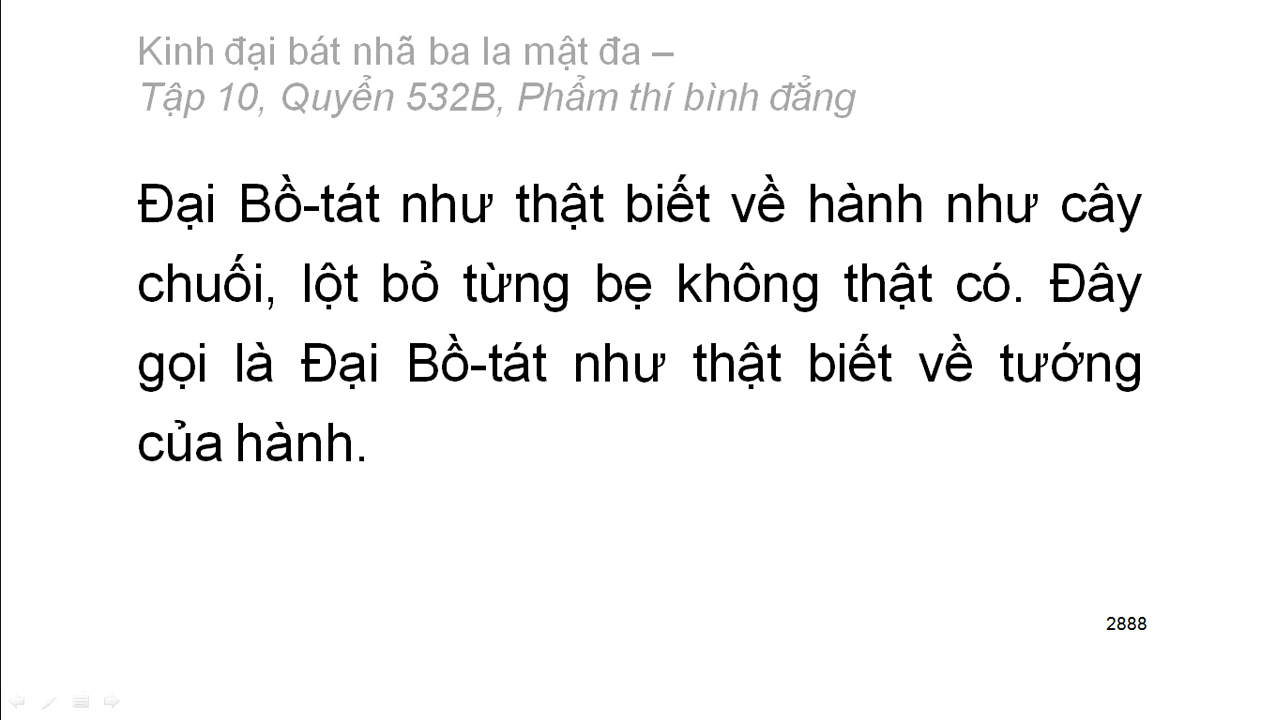 Kinh đại bát nhã ba la mật đa –
Tập 10, Quyển 532B, Phẩm thí bình đẳng
Đại Bồ-tát như thật biết về hành như cây
chuối, lột bỏ từng bẹ không thật có. Đây
gọi là Đại Bồ-tát như thật biết về tướng
của hành.
2888